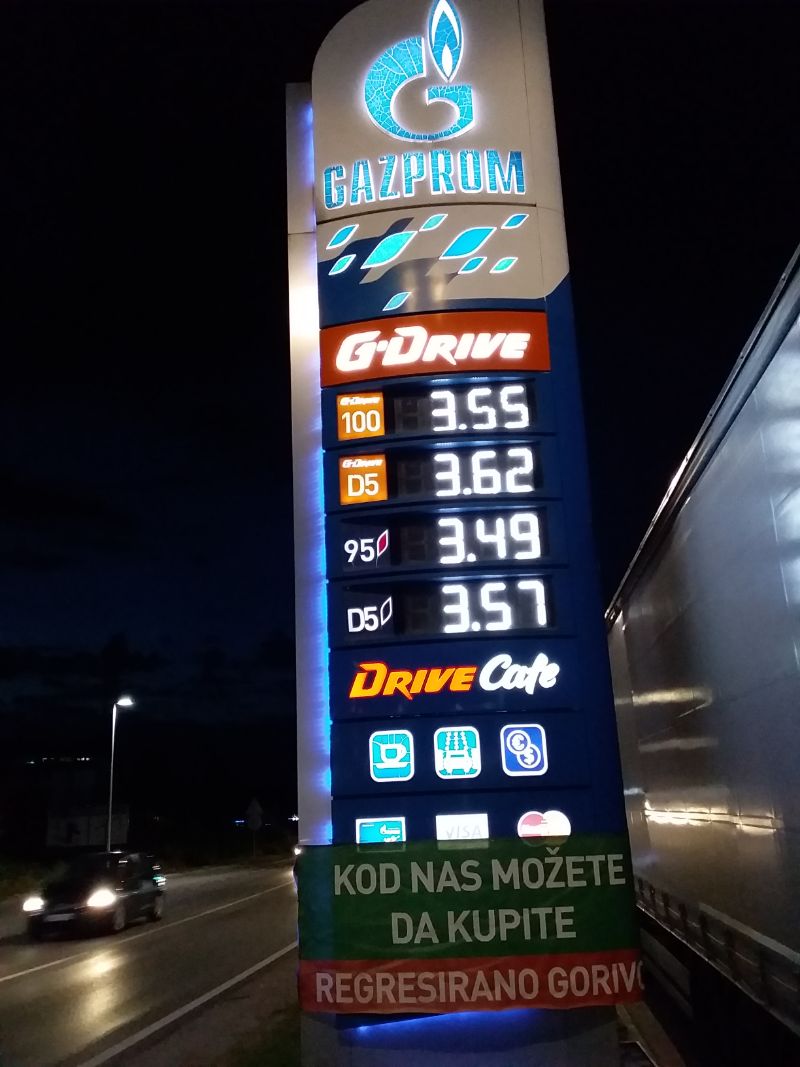 GAZPROM
G-DRIVE
G-Drive 100 3.55
G-Drive D5 3.62
95 3.49
D5 3.57
DRIVE Cafe
€ $
VISA
KOD NAS MOŽETE
DA KUPITE
REGRESIRANO GORIVO